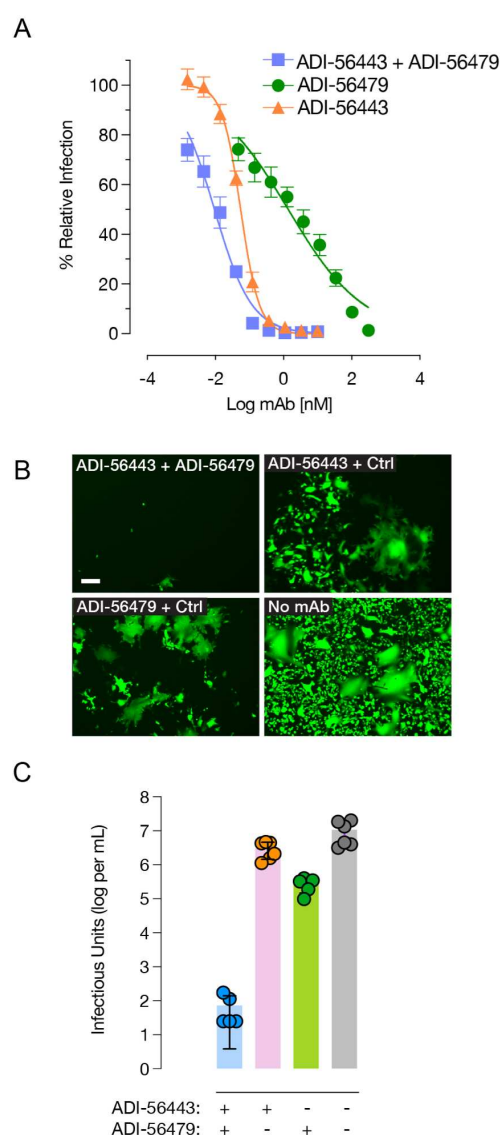 A
ADI-56443 + ADI-56479
ADI-56479
ADI-56443
100
80
60
40
20
0
% Relative Infection
-4
-2
0
2
4
Log mAb [nM]
B
ADI-56443 + ADI-56479
ADI-56443 + Ctrl
ADI-56479 + Ctrl
No mAb
C
8
7
6
5
4
3
2
1
0
Infectious Units (log per mL)
ADI-56443: + + - -
ADI-56479: + - + -